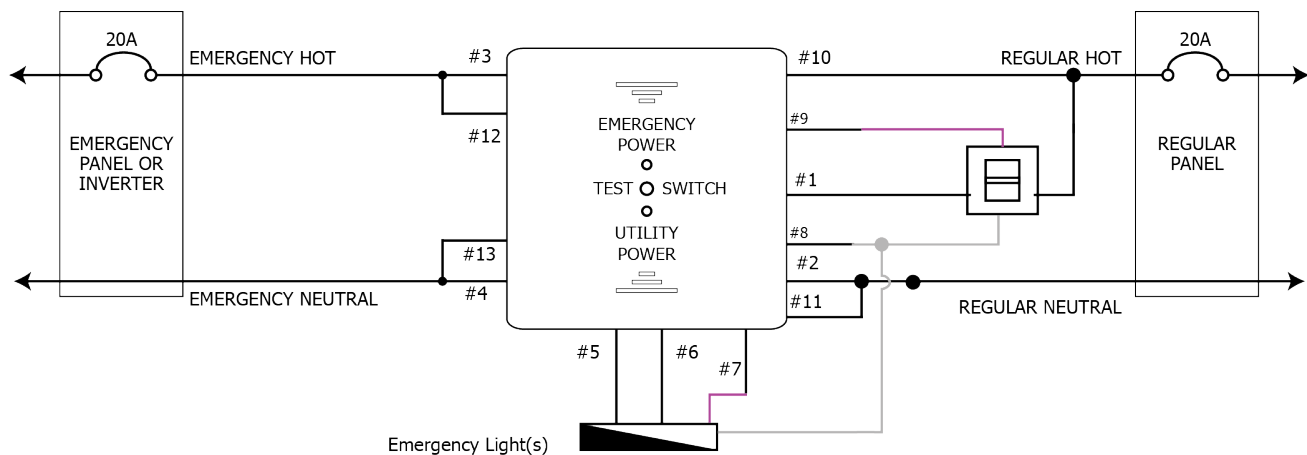 20A
EMERGENCY HOT
#3
#10
REGULAR HOT
20A
EMERGENCY
PANEL OR
INVERTER
#12
EMERGENCY
POWER
TEST SWITCH
UTILITY
POWER
#9
#1
#8
REGULAR
PANEL
#13
#4
EMERGENCY NEUTRAL
#2
#11
REGULAR NEUTRAL
#5
#6
#7
Emergency Light(s)